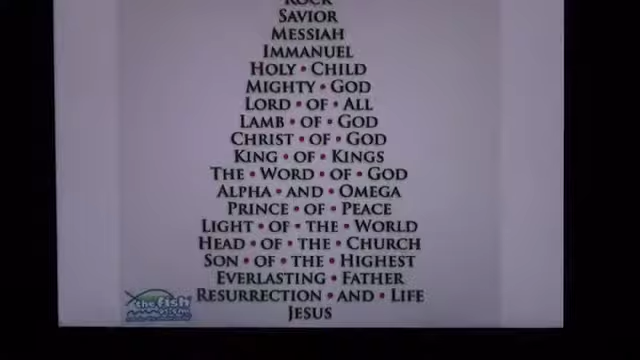 ROCK
SAVIOR
MESSIAH
IMMANUEL
HOLY • CHILD
MIGHTY • GOD
LORD • OF • ALL
LAMB • OF • GOD
CHRIST • OF • GOD
KING • OF • KINGS
THE • WORD • OF • GOD
ALPHA • AND • OMEGA
PRINCE • OF • PEACE
LIGHT • OF • THE • WORLD
HEAD • OF • THE • CHURCH
SON • OF • THE • HIGHEST
EVERLASTING • FATHER
RESURRECTION • AND • LIFE
JESUS
the fish